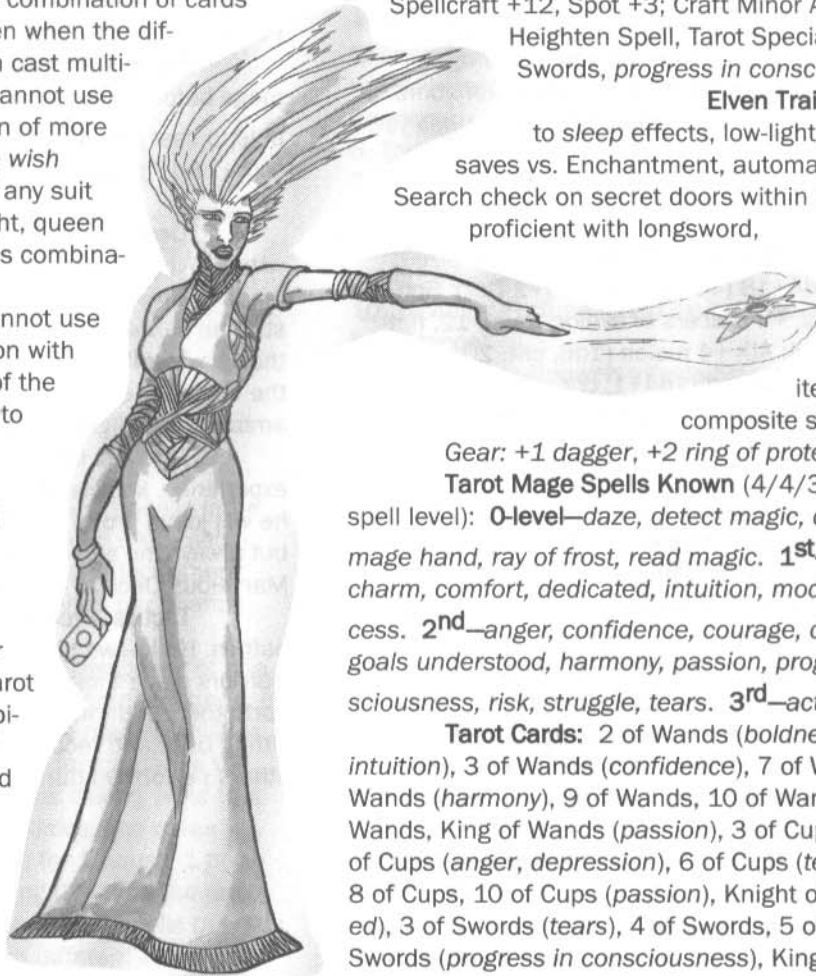 combination of cards
en when the dif-
n cast multi-
annot use
n of more
wish
any suit
ht, queen
s combina-
nnot use
on with
of the
to
r
arot
bi-
d
Spellcraft +12, Spot +3; Craft Minor A
Heighten Spell, Tarot Specia
Swords, progress in consc
Elven Trai
to sleep effects, low-light
saves vs. Enchantment, automa
Search check on secret doors within
proficient with longsword,
ite
composite s
Gear: +1 dagger, +2 ring of prote
Tarot Mage Spells Known (4/4/3
spell level): 0-level—daze, detect magic, d
mage hand, ray of frost, read magic. 1st
charm, comfort, dedicated, intuition, mod
cess. 2nd—anger, confidence, courage, d
goals understood, harmony, passion, prog
sciousness, risk, struggle, tears. 3rd—act
Tarot Cards: 2 of Wands (boldne
intuition), 3 of Wands (confidence), 7 of W
Wands (harmony), 9 of Wands, 10 of Wan
Wands, King of Wands (passion), 3 of Cup
of Cups (anger, depression), 6 of Cups (te
8 of Cups, 10 of Cups (passion), Knight o
ed), 3 of Swords (tears), 4 of Swords, 5 o
Swords (progress in consciousness), King